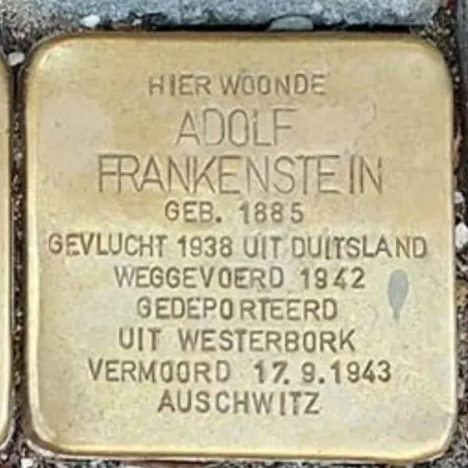 HIER WOONDE
ADOLF
FRANKENSTEIN
GEB. 1885
GEVLUCHT 1938 UIT DUITSLAND
WEGGEVOERD 1942
GEDEPORTEERD
UIT WESTERBORK
VERMOORD 17.9.1943
AUSCHWITZ